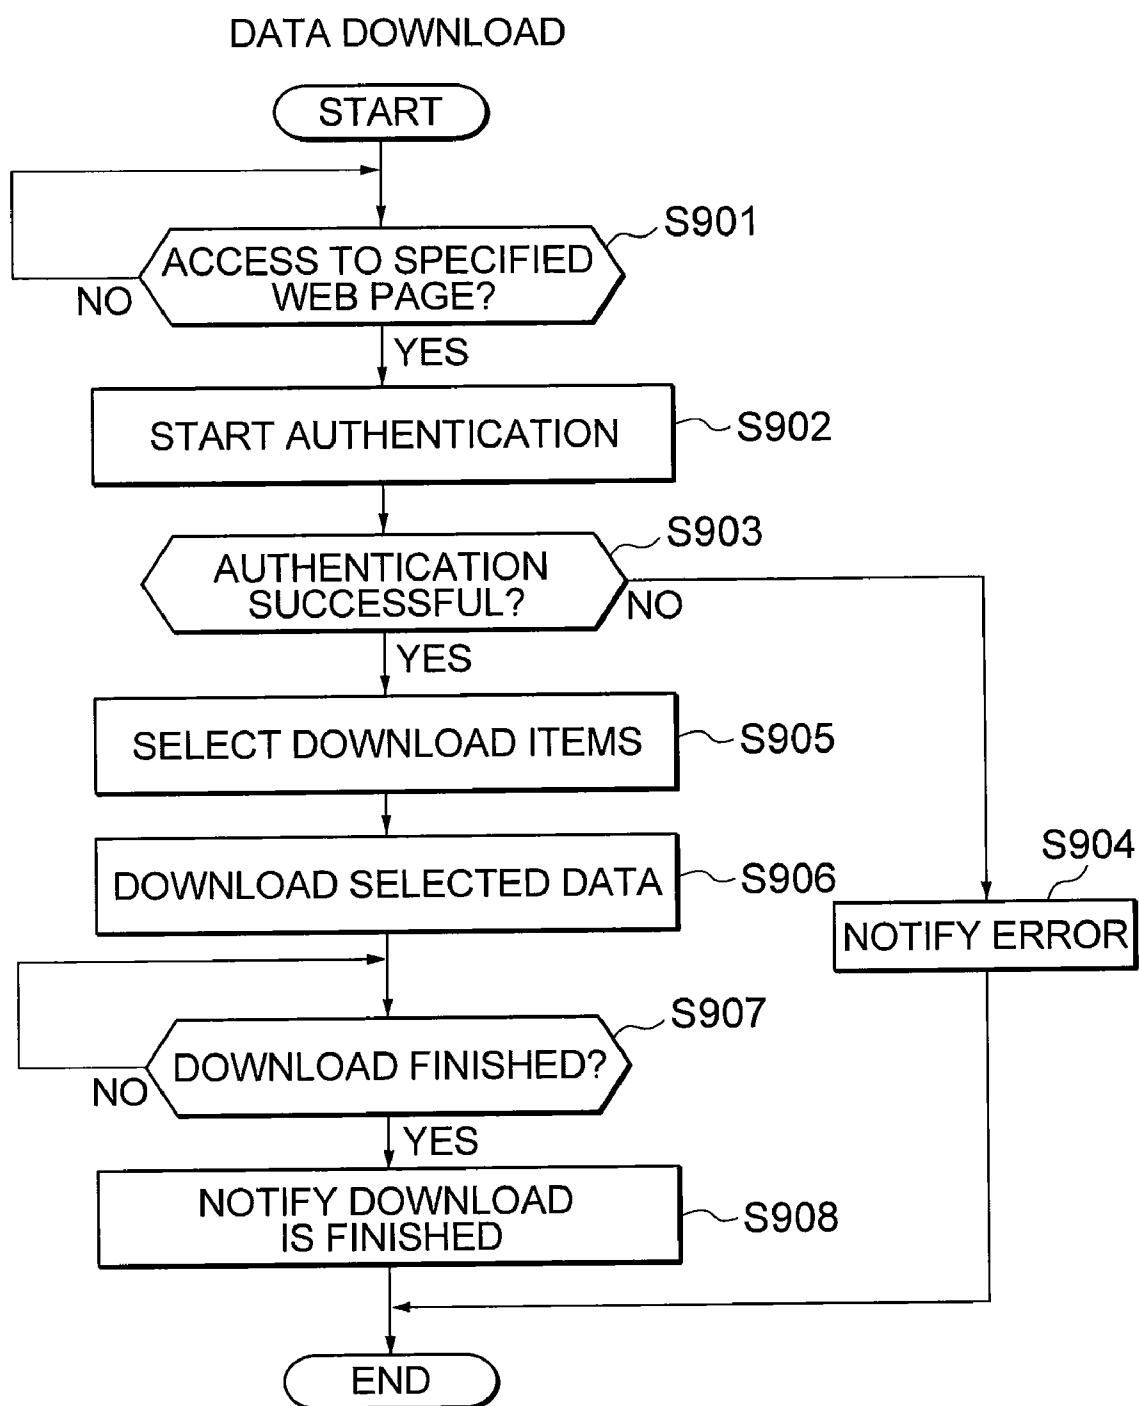 DATA DOWNLOAD
START
S901
ACCESS TO SPECIFIED
WEB PAGE?
NO
YES
START AUTHENTICATION
S902
S903
AUTHENTICATION
SUCCESSFUL?
NO
YES
SELECT DOWNLOAD ITEMS
S905
DOWNLOAD SELECTED DATA
S906
S904
NOTIFY ERROR
S907
DOWNLOAD FINISHED?
NO
YES
NOTIFY DOWNLOAD
IS FINISHED
S908
END